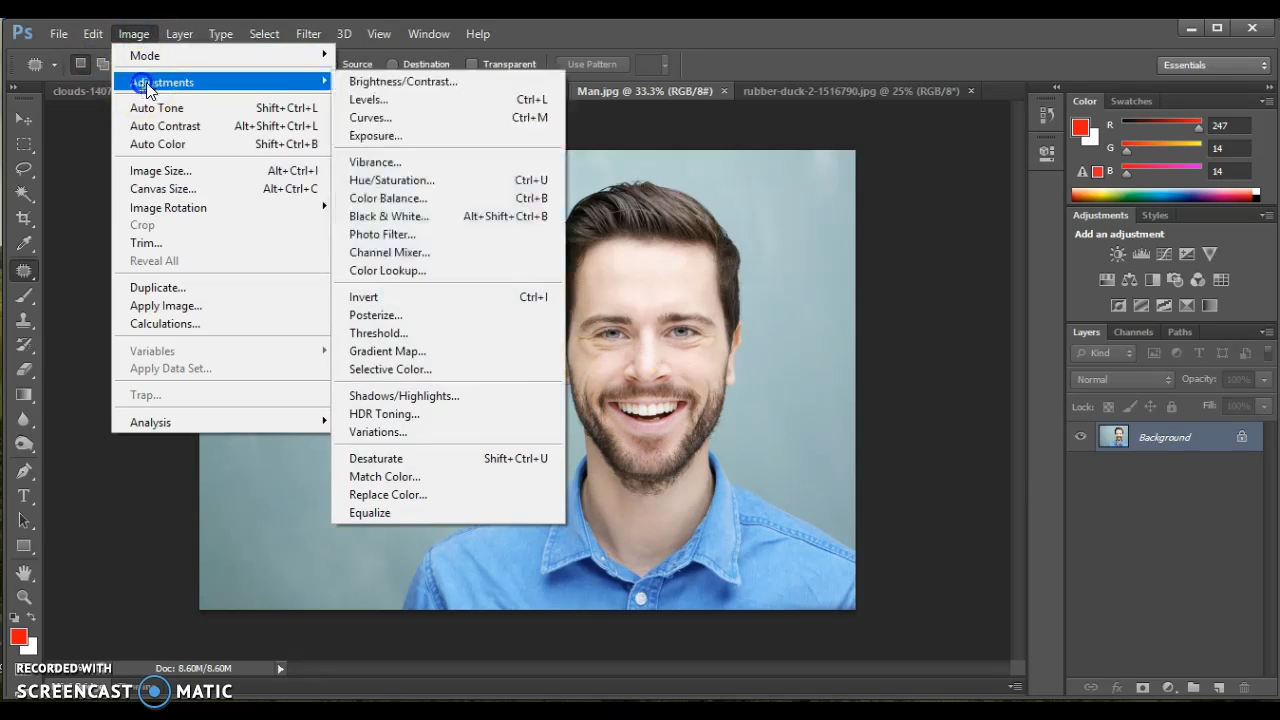 Ps File Edit Image Layer Type Select Filter 3D View Window Help
Source Destination Transparent Use Pattern Essentials
clouds-1407
Man.jpg @ 33.3% (RGB/8#) × rubber-duck-2-1516790.jpg @ 25% (RGB/8*) ×
Mode
Adjustments
Auto Tone Shift+Ctrl+L
Auto Contrast Alt+Shift+Ctrl+L
Auto Color Shift+Ctrl+B
Image Size... Alt+Ctrl+I
Canvas Size... Alt+Ctrl+C
Image Rotation
Crop
Trim...
Reveal All
Duplicate...
Apply Image...
Calculations...
Variables
Apply Data Set...
Trap...
Analysis
Brightness/Contrast...
Levels... Ctrl+L
Curves... Ctrl+M
Exposure...
Vibrance...
Hue/Saturation... Ctrl+U
Color Balance... Ctrl+B
Black & White... Alt+Shift+Ctrl+B
Photo Filter...
Channel Mixer...
Color Lookup...
Invert Ctrl+I
Posterize...
Threshold...
Gradient Map...
Selective Color...
Shadows/Highlights...
HDR Toning...
Variations...
Desaturate Shift+Ctrl+U
Match Color...
Replace Color...
Equalize
Color Swatches
R 247
G 14
B 14
Adjustments Styles
Add an adjustment
Layers Channels Paths
Kind
Normal Opacity: 100%
Lock: Fill: 100%
Background
Doc: 8.60M/8.60M
RECORDED WITH
SCREENCAST MATIC